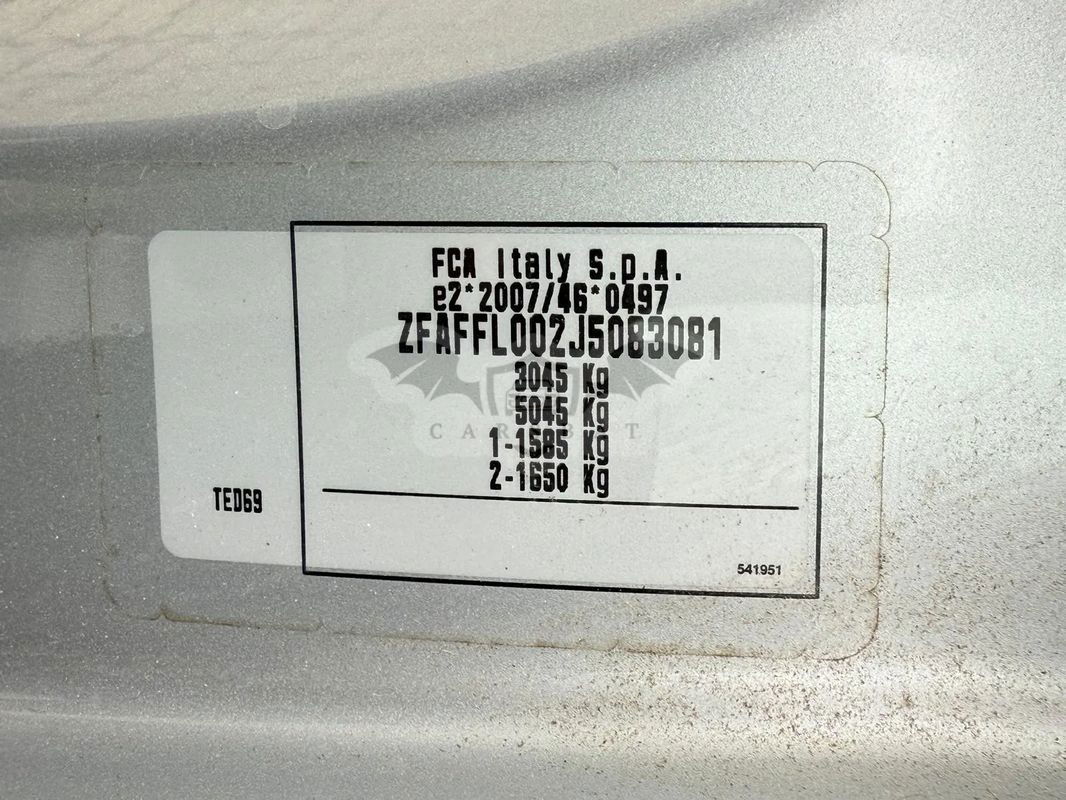 FCA Italy S.p.A.
e2*2007/46*0497
ZFAFFL002J5083081
3045 Kg
5045 Kg
1-1585 Kg
2-1650 Kg
TED69
541951